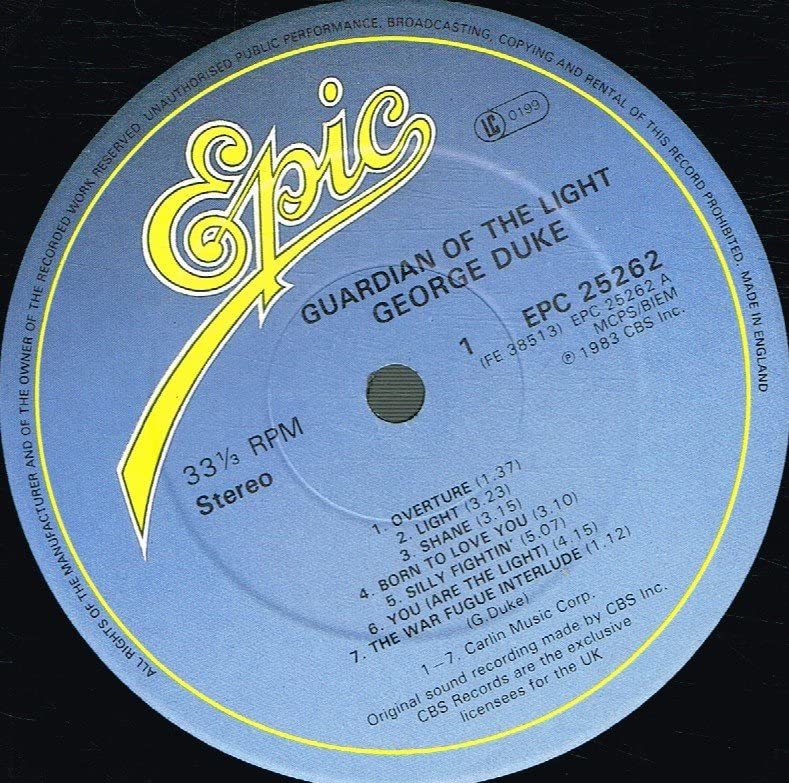 ALL RIGHTS OF THE MANUFACTURER AND OF THE OWNER OF THE RECORDED WORK RESERVED. UNAUTHORISED PUBLIC PERFORMANCE, BROADCASTING, COPYING AND RENTAL OF THIS RECORD PROHIBITED. MADE IN ENGLAND
Epic
LC 0199
GUARDIAN OF THE LIGHT
GEORGE DUKE
1 EPC 25262
(FE 38513) EPC 25262 A
MCPS/BIEM
℗ 1983 CBS Inc.
33⅓ RPM
Stereo
1. OVERTURE (1.37)
2. LIGHT (3.23)
3. SHANE (3.15)
4. BORN TO LOVE YOU (3.10)
5. SILLY FIGHTIN' (5.07)
6. YOU (ARE THE LIGHT) (4.15)
7. THE WAR FUGUE INTERLUDE (1.12)
(G.Duke)
1–7. Carlin Music Corp.
Original sound recording made by CBS Inc.
CBS Records are the exclusive
licensees for the UK